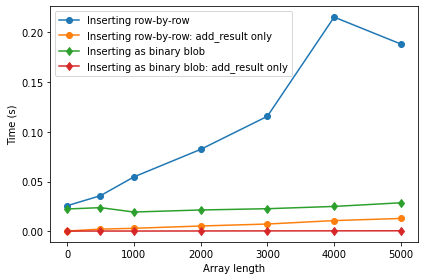 Inserting row-by-row
Inserting row-by-row: add_result only
Inserting as binary blob
Inserting as binary blob: add_result only
0.20
0.15
0.10
0.05
0.00
Time (s)
0 1000 2000 3000 4000 5000
Array length